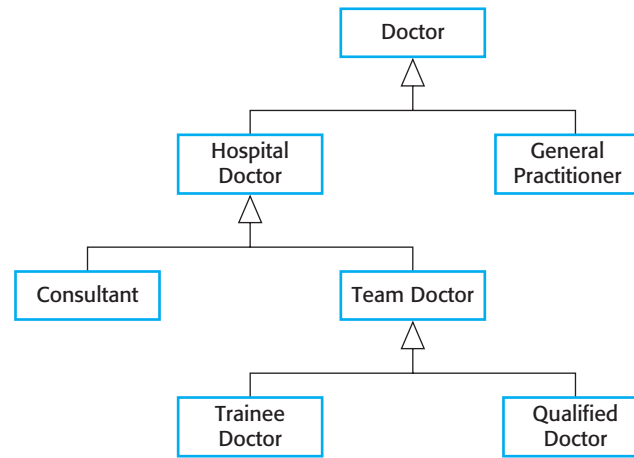 Doctor
Hospital
Doctor
General
Practitioner
Consultant
Team Doctor
Trainee
Doctor
Qualified
Doctor